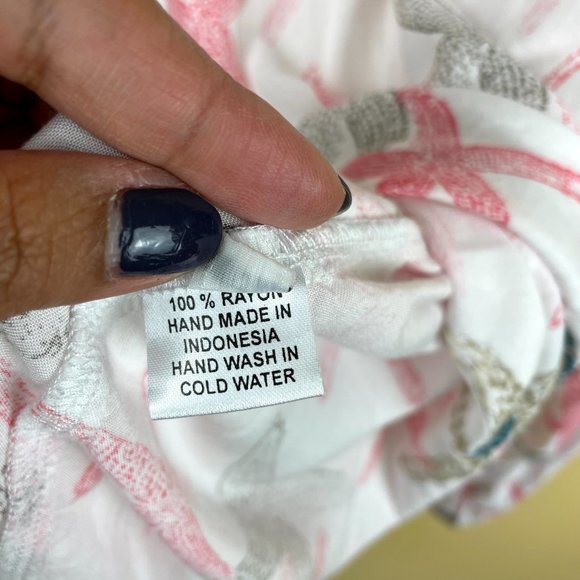 100 % RAYON
HAND MADE IN
INDONESIA
HAND WASH IN
COLD WATER